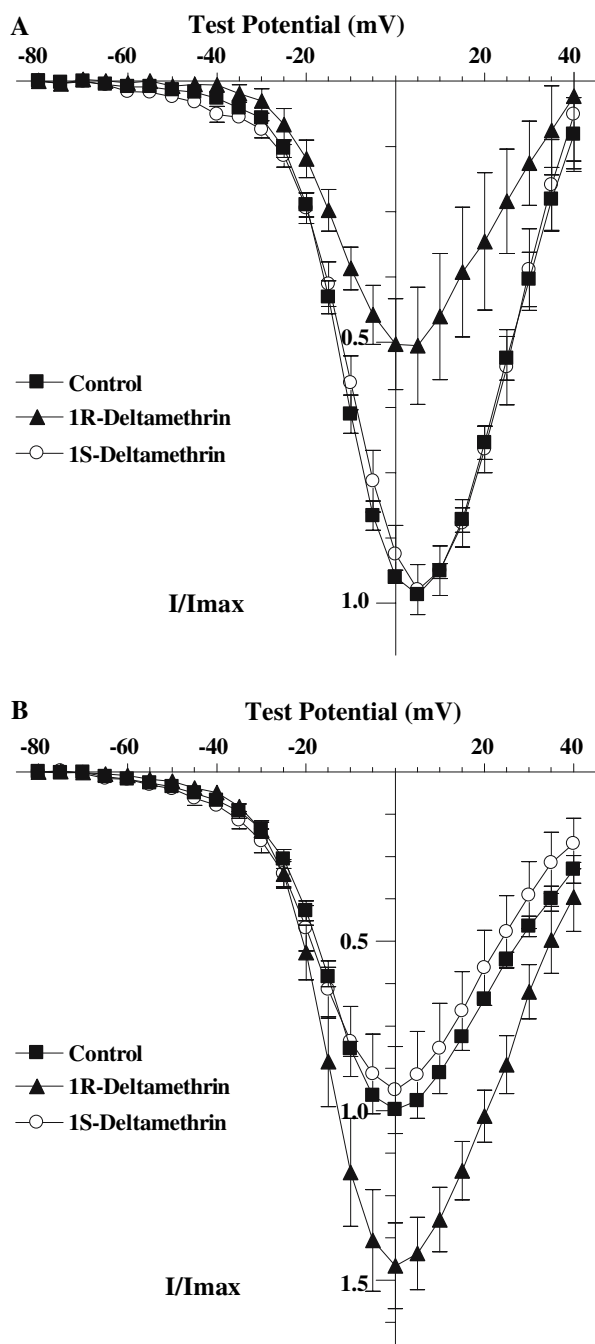 A
Test Potential (mV)
-80 -60 -40 -20 20 40
0.5
Control
1R-Deltamethrin
1S-Deltamethrin
I/Imax
1.0
B
Test Potential (mV)
-80 -60 -40 -20 20 40
0.5
Control
1R-Deltamethrin
1S-Deltamethrin
1.0
I/Imax
1.5